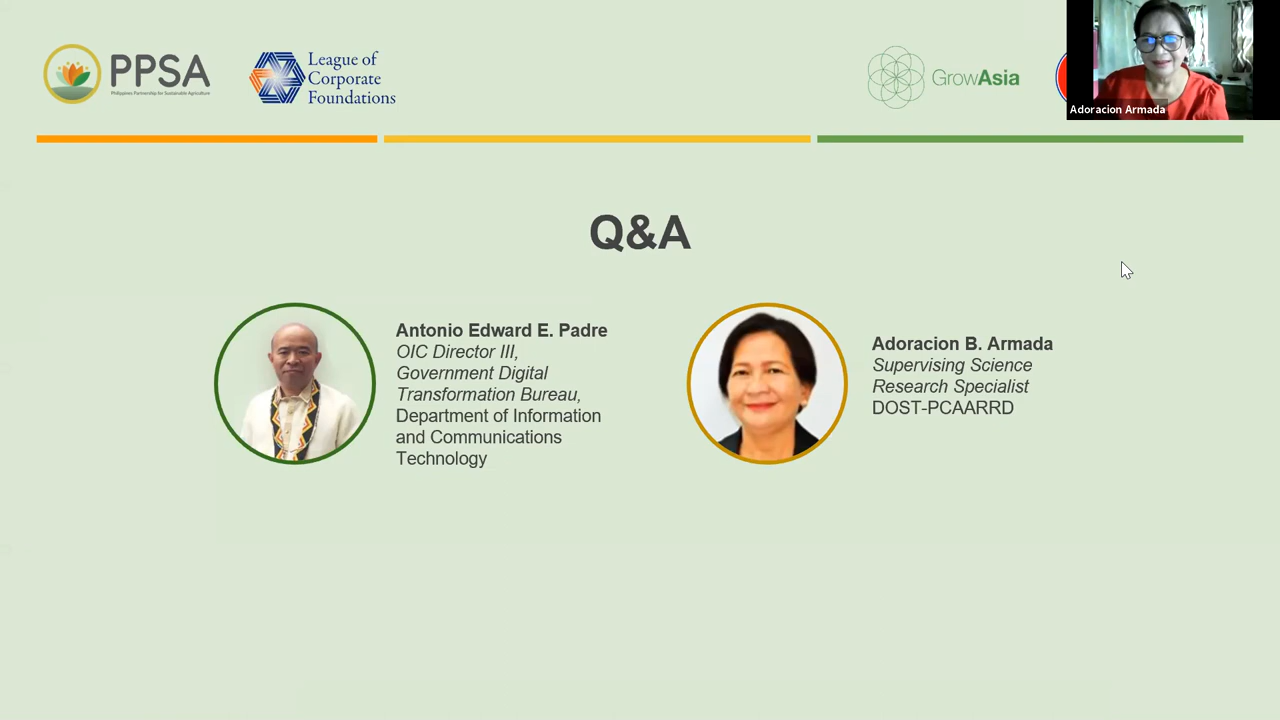 PPSA
Philippines Partnership for Sustainable Agriculture
League of
Corporate
Foundations
GrowAsia
Adoracion Armada
Q&A
Antonio Edward E. Padre
OIC Director III,
Government Digital
Transformation Bureau,
Department of Information
and Communications
Technology
Adoracion B. Armada
Supervising Science
Research Specialist
DOST-PCAARRD